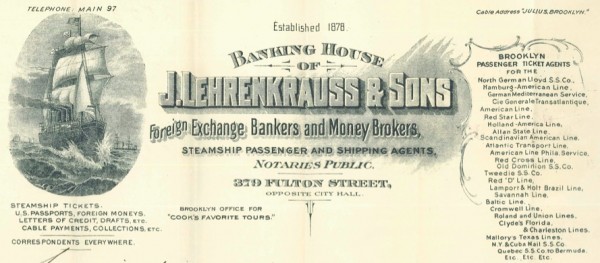 TELEPHONE: MAIN 97
Established 1878.
Cable Address "JULIUS, BROOKLYN."
BANKING HOUSE
OF
J. LEHRENKRAUSS & SONS
Foreign Exchange Bankers and Money Brokers,
STEAMSHIP PASSENGER AND SHIPPING AGENTS,
NOTARIES PUBLIC.
379 FULTON STREET,
OPPOSITE CITY HALL.
BROOKLYN OFFICE FOR
"COOK'S FAVORITE TOURS."
STEAMSHIP TICKETS.
U.S. PASSPORTS, FOREIGN MONEYS.
LETTERS OF CREDIT, DRAFTS, ETC.
CABLE PAYMENTS, COLLECTIONS, ETC.
CORRESPONDENTS EVERYWHERE.
BROOKLYN
PASSENGER TICKET AGENTS
FOR THE
North German Lloyd S.S. Co.,
Hamburg-American Line,
German Mediterranean Service,
Cie Generale Transatlantique,
American Line,
Red Star Line,
Holland-America Line,
Allan State Line,
Scandinavian American Line,
Atlantic Transport Line,
American Line Phila. Service,
Red Cross Line,
Old Dominion S.S. Co.
Tweedie S.S. Co.
Red "D" Line,
Lamport & Holt Brazil Line,
Savannah Line,
Baltic Line,
Cromwell Line,
Roland and Union Lines,
Clyde's Florida,
& Charleston Lines.
Mallory's Texas Lines.
N.Y & Cuba Mail S.S. Co.
Quebec S.S. Co. to Bermuda.
Etc. Etc. Etc.